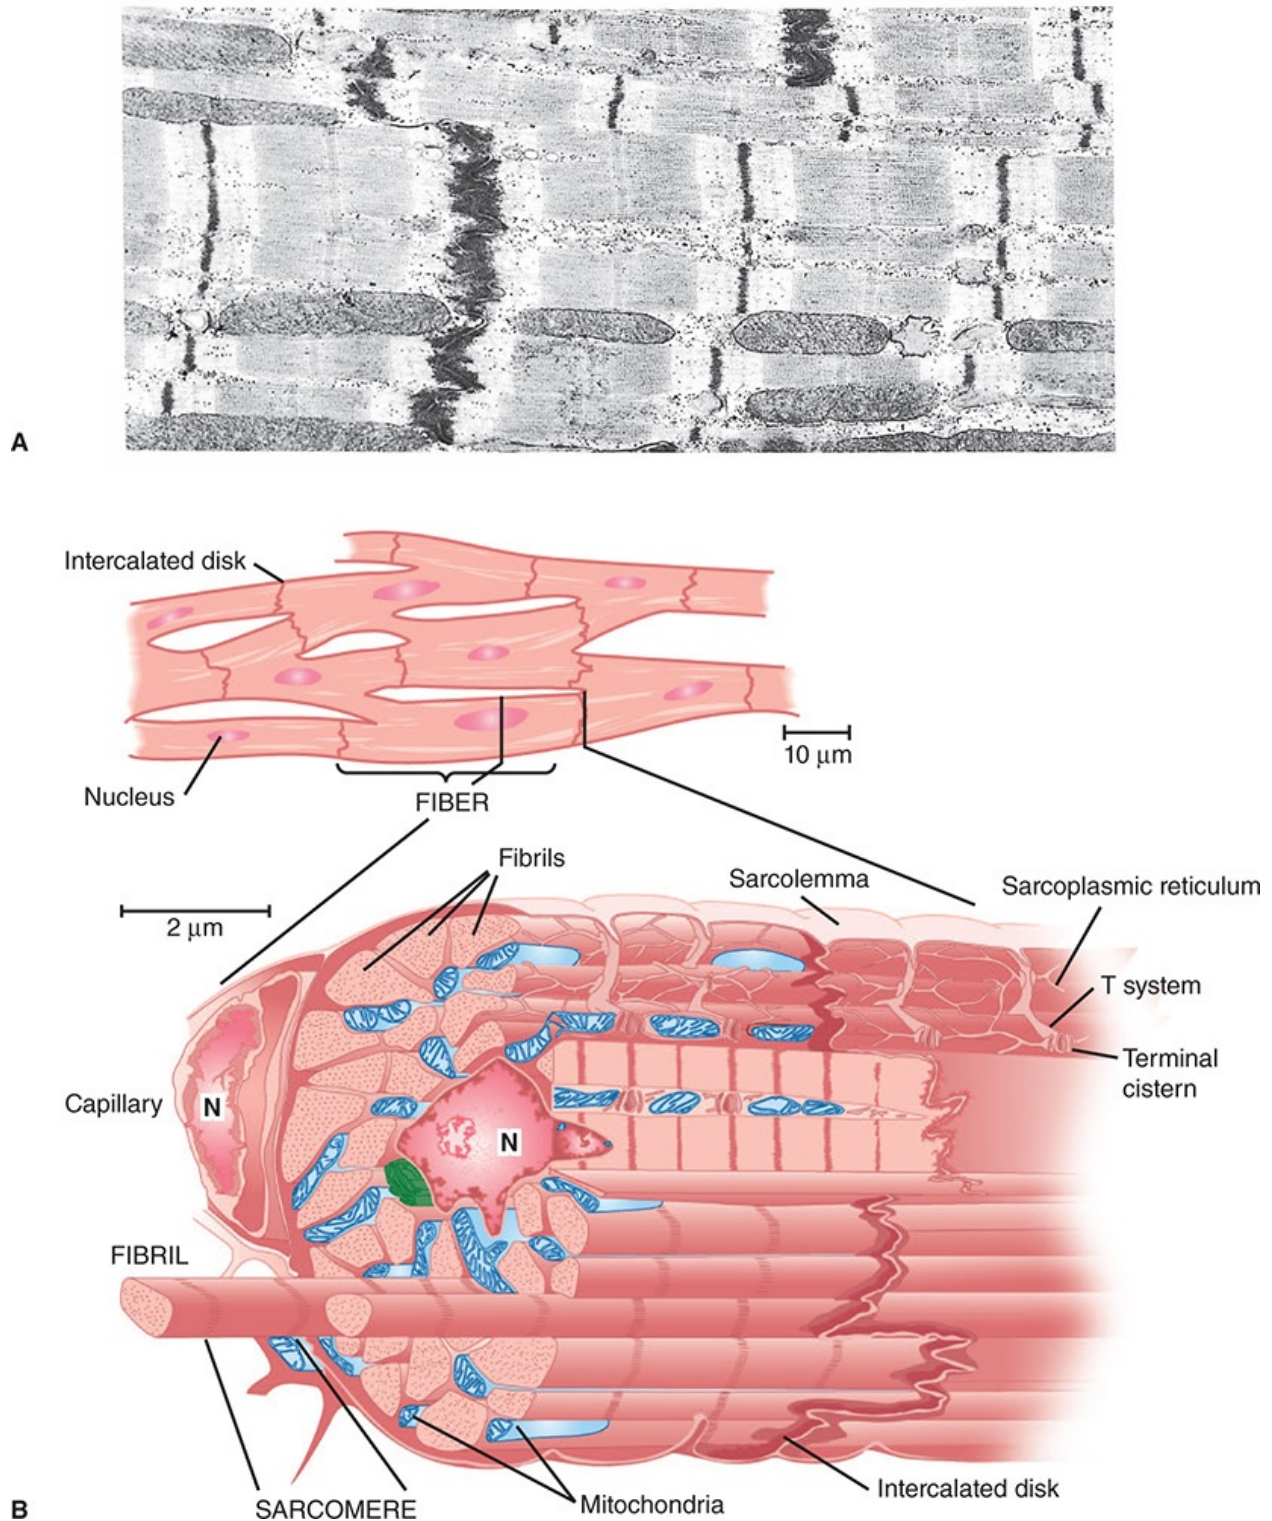 A
Intercalated disk
10 μm
Nucleus
FIBER
Fibrils
Sarcolemma
Sarcoplasmic reticulum
2 μm
T system
Terminal
cistern
Capillary
N
N
FIBRIL
Intercalated disk
SARCOMERE
Mitochondria
B